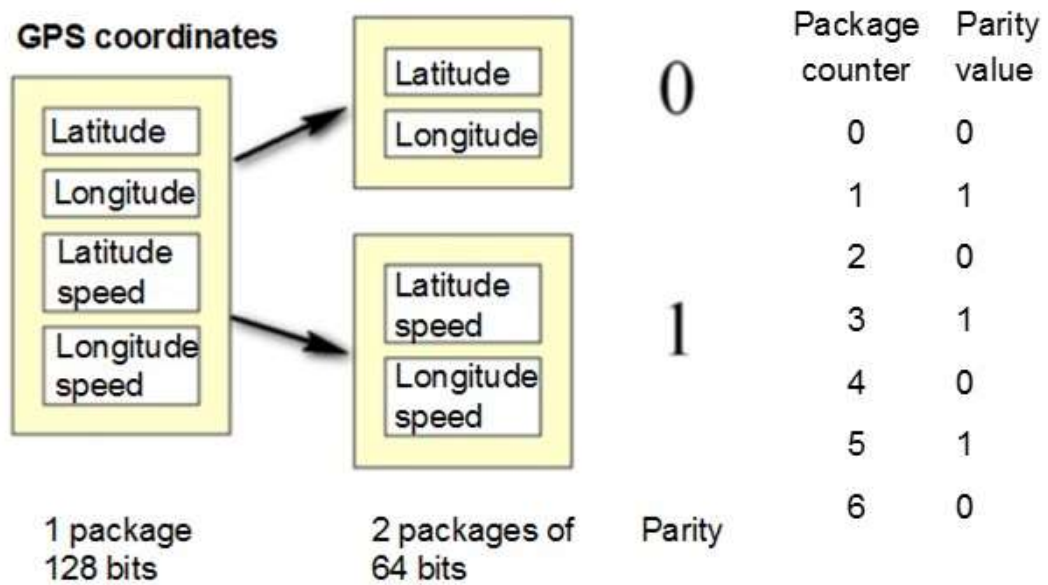 GPS coordinates
Latitude
Longitude
Latitude
speed
Longitude
speed
1 package
128 bits
Latitude
Longitude
Latitude
speed
Longitude
speed
2 packages of
64 bits
0
1
Parity
Package Parity
counter value
0 0
1 1
2 0
3 1
4 0
5 1
6 0